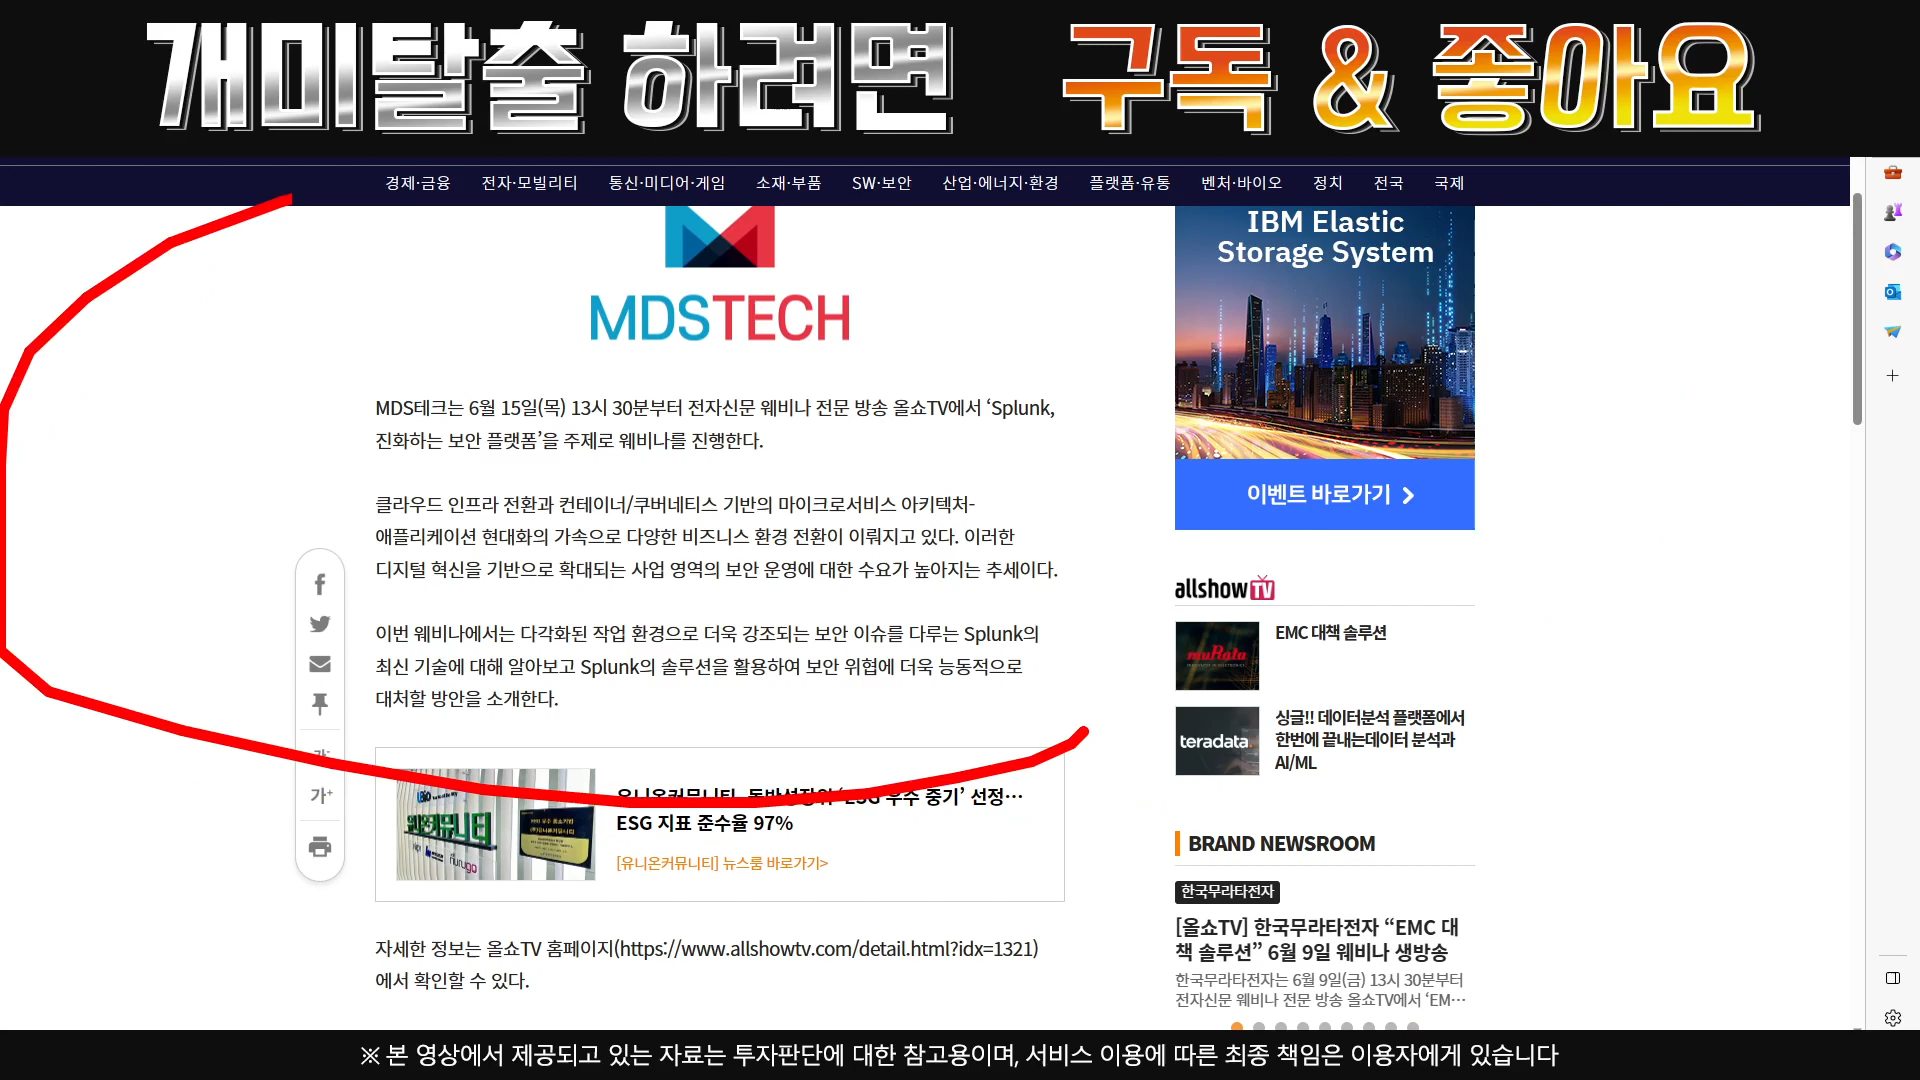 개미탈출 하려면 구독 & 좋아요
경제·금융 전자·모빌리티 통신·미디어·게임 소재·부품 SW·보안 산업·에너지·환경 플랫폼·유통 벤처·바이오 정치 전국 국제
MDSTECH
MDS테크는 6월 15일(목) 13시 30분부터 전자신문 웨비나 전문 방송 올쇼TV에서 ‘Splunk,
진화하는 보안 플랫폼’을 주제로 웨비나를 진행한다.
클라우드 인프라 전환과 컨테이너/쿠버네티스 기반의 마이크로서비스 아키텍처-
애플리케이션 현대화의 가속으로 다양한 비즈니스 환경 전환이 이뤄지고 있다. 이러한
디지털 혁신을 기반으로 확대되는 사업 영역의 보안 운영에 대한 수요가 높아지는 추세이다.
이번 웨비나에서는 다각화된 작업 환경으로 더욱 강조되는 보안 이슈를 다루는 Splunk의
최신 기술에 대해 알아보고 Splunk의 솔루션을 활용하여 보안 위협에 더욱 능동적으로
대처할 방안을 소개한다.
가+
유니온커뮤니티
유니온커뮤니티, 동반성장위 ‘ESG 우수 중기’ 선정…
ESG 지표 준수율 97%
[유니온커뮤니티] 뉴스룸 바로가기>
자세한 정보는 올쇼TV 홈페이지(https://www.allshowtv.com/detail.html?idx=1321)
에서 확인할 수 있다.
IBM Elastic
Storage System
이벤트 바로가기
allshowTV
muRata
EMC 대책 솔루션
teradata.
싱글!! 데이터분석 플랫폼에서
한번에 끝내는데이터 분석과
AI/ML
BRAND NEWSROOM
한국무라타전자
[올쇼TV] 한국무라타전자 “EMC 대
책 솔루션” 6월 9일 웨비나 생방송
한국무라타전자는 6월 9일(금) 13시 30분부터
전자신문 웨비나 전문 방송 올쇼TV에서 ‘EM…
※ 본 영상에서 제공되고 있는 자료는 투자판단에 대한 참고용이며, 서비스 이용에 따른 최종 책임은 이용자에게 있습니다